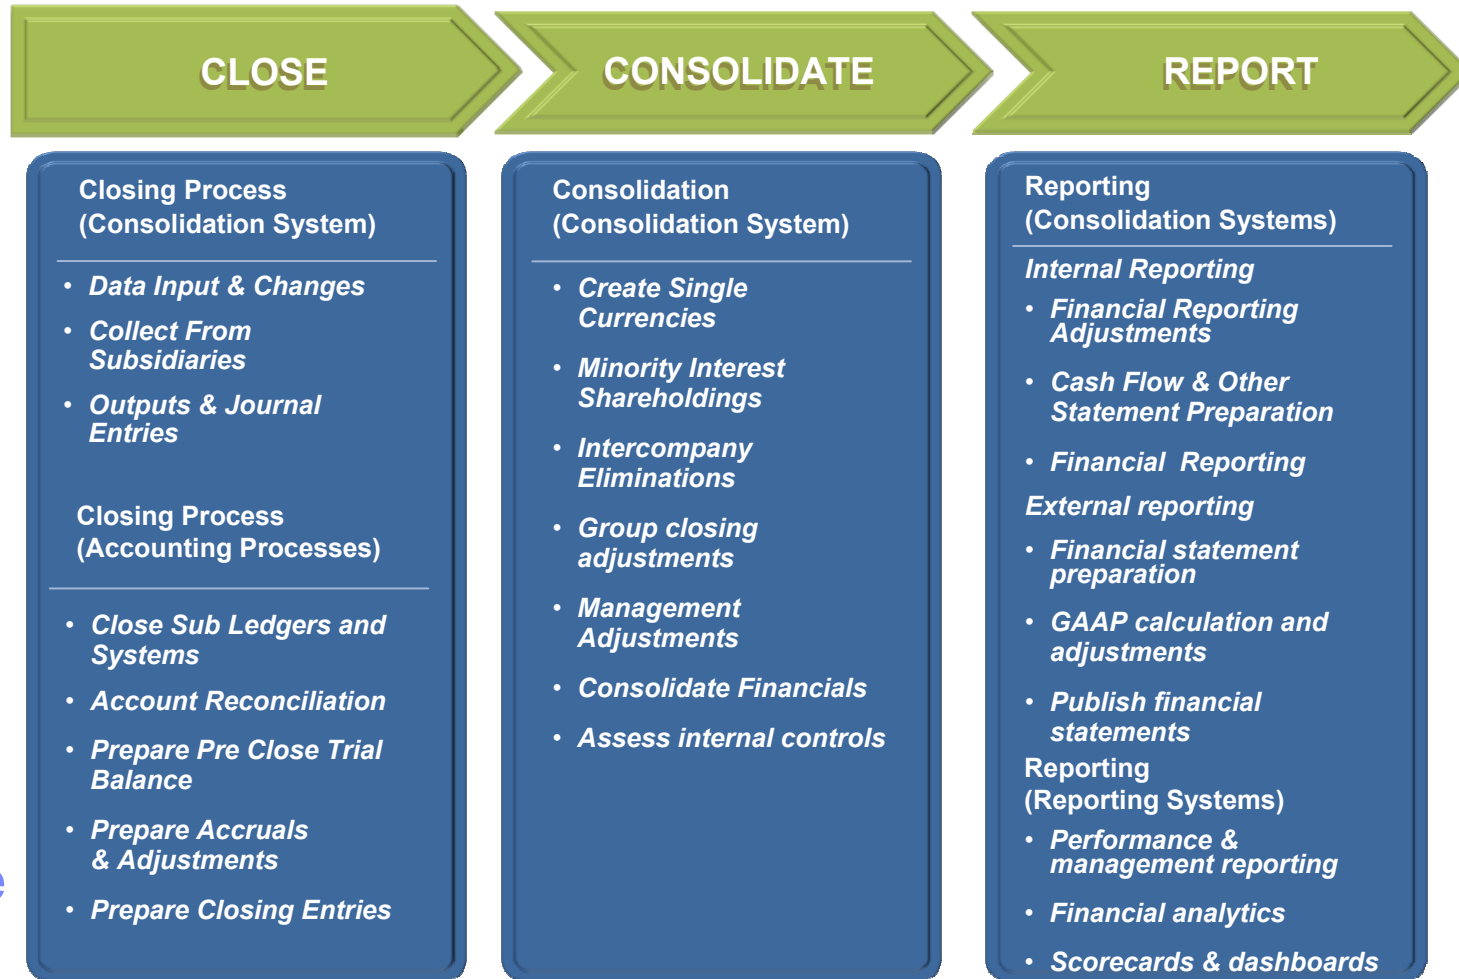 CLOSE
CONSOLIDATE
REPORT
Closing Process
(Consolidation System)
• Data Input & Changes
• Collect From
Subsidiaries
• Outputs & Journal
Entries
Closing Process
(Accounting Processes)
• Close Sub Ledgers and
Systems
• Account Reconciliation
• Prepare Pre Close Trial
Balance
• Prepare Accruals
& Adjustments
• Prepare Closing Entries
Consolidation
(Consolidation System)
• Create Single
Currencies
• Minority Interest
Shareholdings
• Intercompany
Eliminations
• Group closing
adjustments
• Management
Adjustments
• Consolidate Financials
• Assess internal controls
Reporting
(Consolidation Systems)
Internal Reporting
• Financial Reporting
Adjustments
• Cash Flow & Other
Statement Preparation
• Financial Reporting
External reporting
• Financial statement
preparation
• GAAP calculation and
adjustments
• Publish financial
statements
Reporting
(Reporting Systems)
• Performance &
management reporting
• Financial analytics
• Scorecards & dashboards